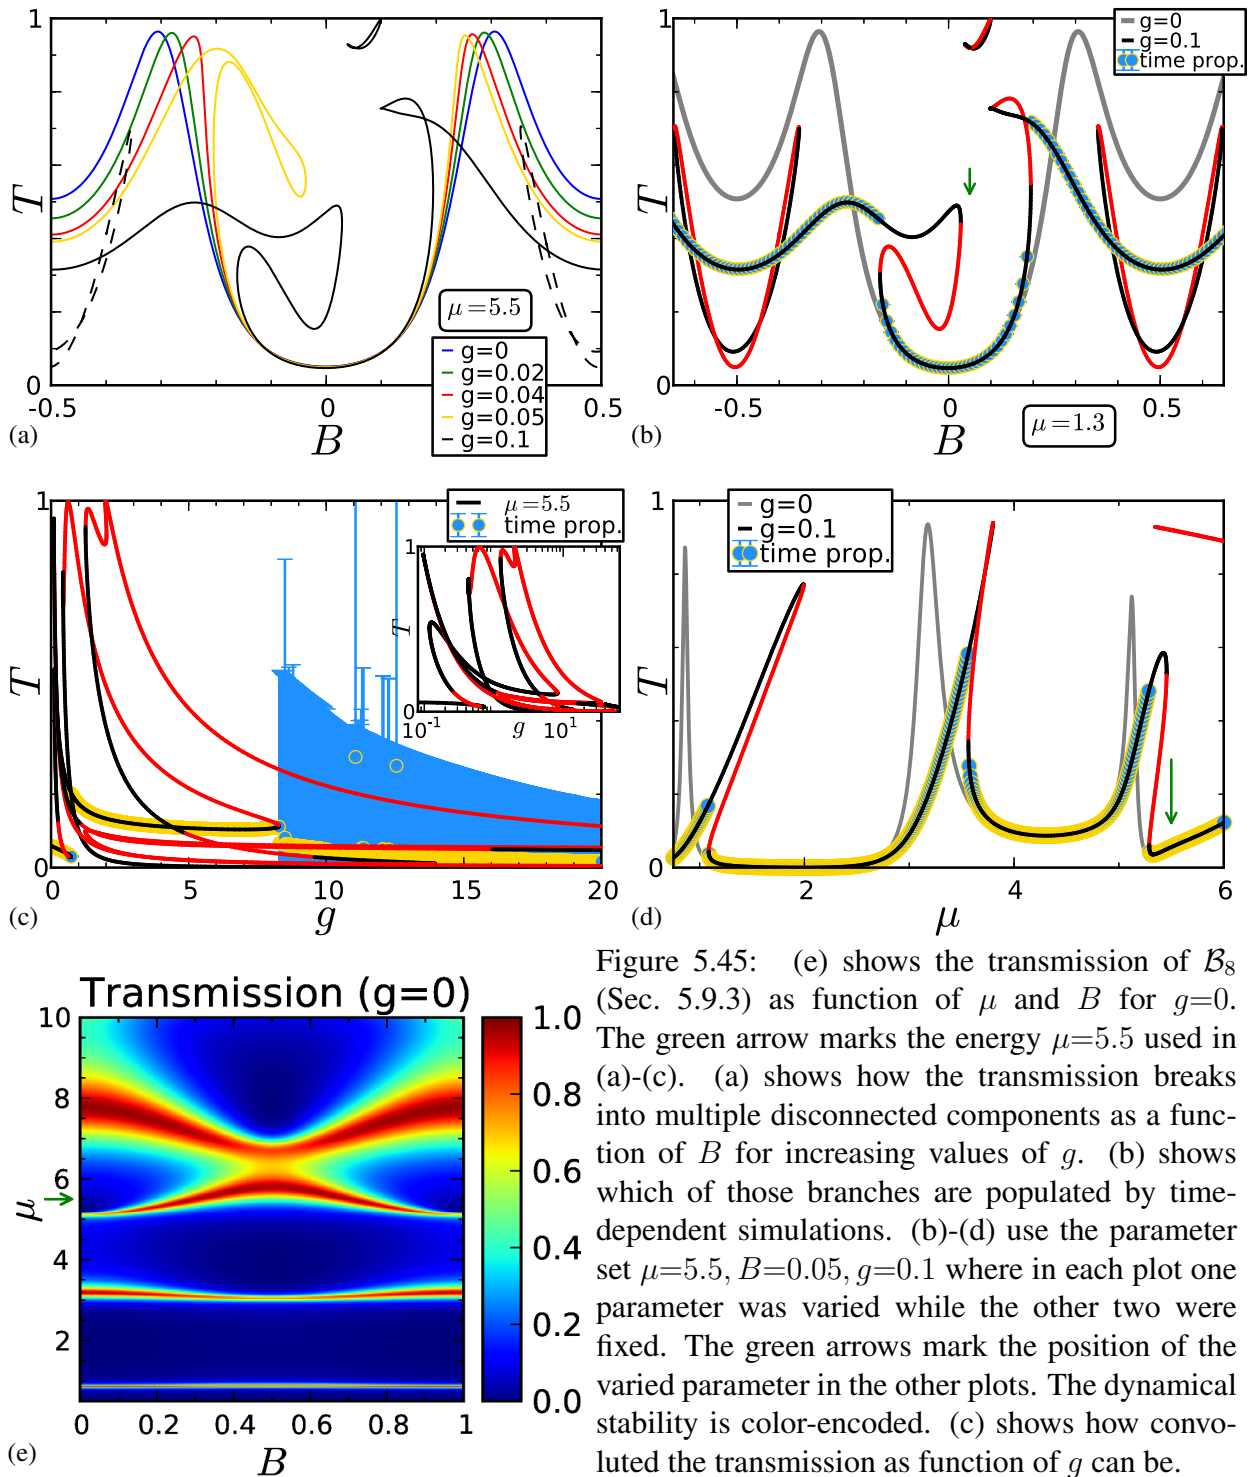 1
T
0
-0.5
0
0.5
B
(a)
μ=5.5
g=0
g=0.02
g=0.04
g=0.05
g=0.1
1
T
0
-0.5
0
0.5
B
(b)
μ=1.3
g=0
g=0.1
time prop.
1
T
0
0
5
10
15
20
g
(c)
μ=5.5
time prop.
1
T
0
10⁻¹
g
10¹
1
T
0
2
4
6
μ
(d)
g=0
g=0.1
time prop.
Transmission (g=0)
10
8
6
μ
4
2
0
0.2
0.4
0.6
0.8
1
B
(e)
1.0
0.8
0.6
0.4
0.2
0.0
Figure 5.45: (e) shows the transmission of ℬ₈
(Sec. 5.9.3) as function of μ and B for g=0.
The green arrow marks the energy μ=5.5 used in
(a)-(c). (a) shows how the transmission breaks
into multiple disconnected components as a func-
tion of B for increasing values of g. (b) shows
which of those branches are populated by time-
dependent simulations. (b)-(d) use the parameter
set μ=5.5, B=0.05, g=0.1 where in each plot one
parameter was varied while the other two were
fixed. The green arrows mark the position of the
varied parameter in the other plots. The dynamical
stability is color-encoded. (c) shows how convo-
luted the transmission as function of g can be.